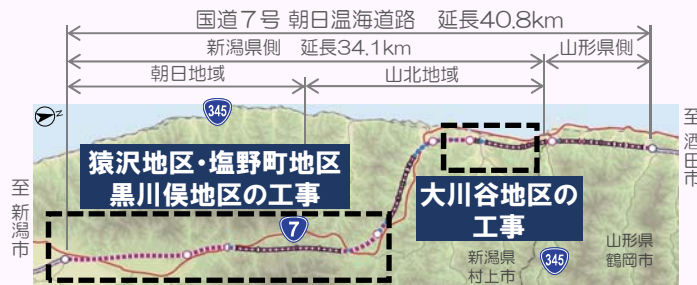 国道7号 朝日温海道路　延長40.8km
新潟県側　延長34.1km
山形県側
朝日地域
山北地域
345
N
至 酒田市
猿沢地区・塩野町地区
黒川俣地区の工事
大川谷地区の
工事
至 新潟市
7
新潟県
村上市
345
山形県
鶴岡市